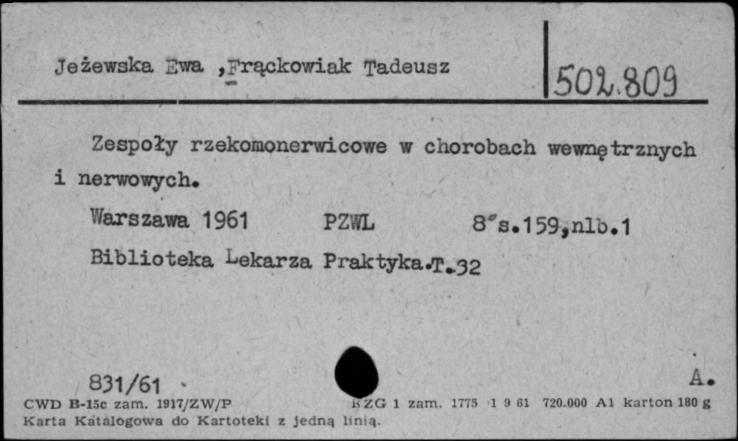 Jeżewska Ewa ,Frąckowiak Tadeusz
502.809
Zespoły rzekomonerwicowe w chorobach wewnętrznych
i nerwowych.
Warszawa 1961 PZWL 8° s.159,nlb.1
Biblioteka Lekarza Praktyka.T.32
831/61 A.
CWD B-15c zam. 1917/ZW/P RZG 1 zam. 1775 1 9 61 720.000 A1 karton 180 g
Karta Katalogowa do Kartoteki z jedną linią.